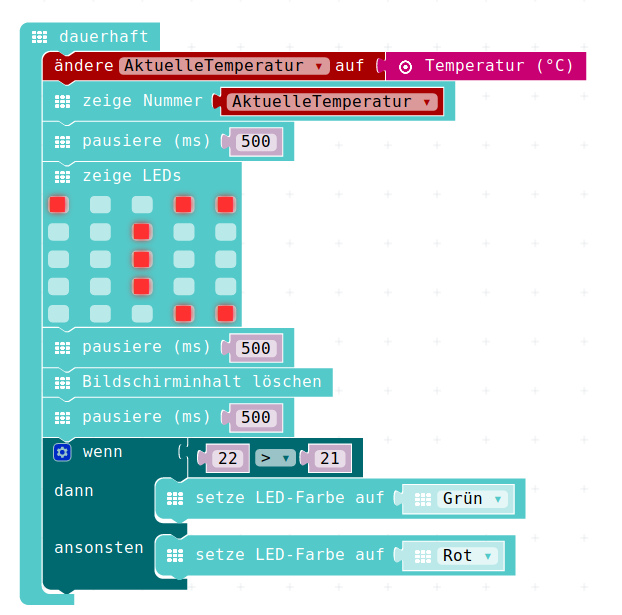 dauerhaft
ändere AktuelleTemperatur ▾ auf Temperatur (°C)
zeige Nummer AktuelleTemperatur ▾
pausiere (ms) 500
zeige LEDs
pausiere (ms) 500
Bildschirminhalt löschen
pausiere (ms) 500
wenn 22 > ▾ 21
dann setze LED-Farbe auf Grün ▾
ansonsten setze LED-Farbe auf Rot ▾